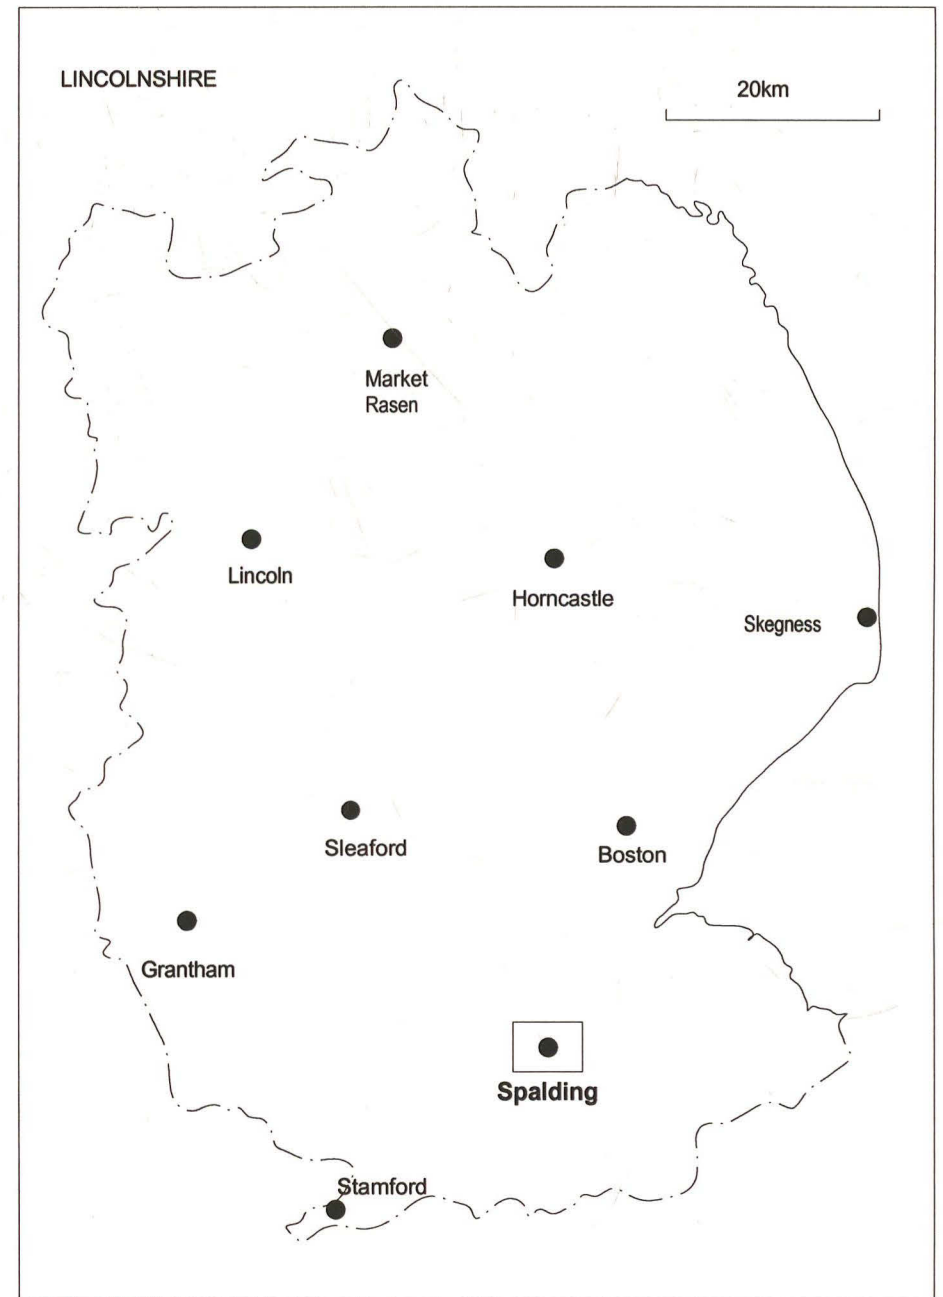 LINCOLNSHIRE
20km
Market
Rasen
Lincoln
Horncastle
Skegness
Sleaford
Boston
Grantham
Spalding
Stamford